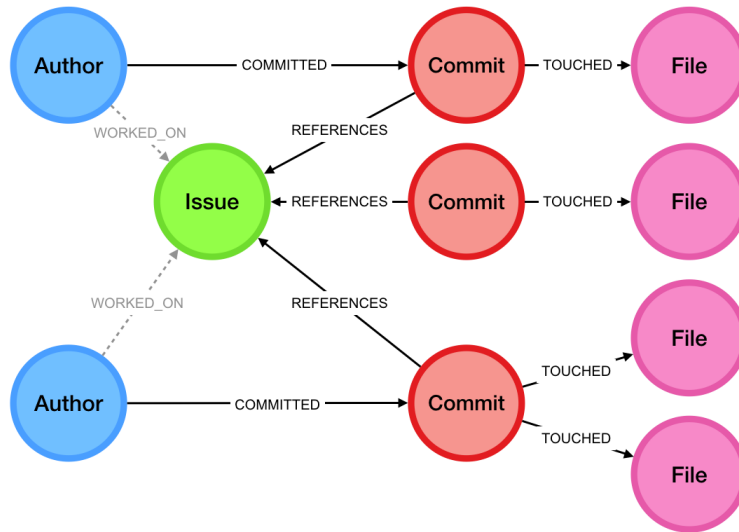 Author
COMMITTED
Commit
TOUCHED
File
WORKED_ON
REFERENCES
Issue
REFERENCES
Commit
TOUCHED
File
WORKED_ON
REFERENCES
File
TOUCHED
Author
COMMITTED
Commit
TOUCHED
File